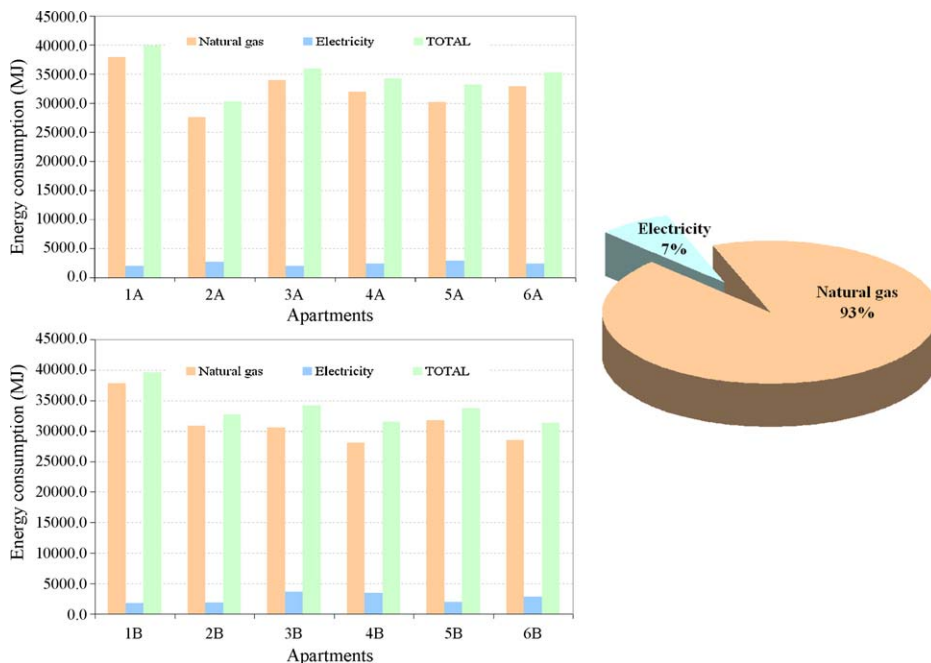 45000.0
40000.0
35000.0
30000.0
25000.0
20000.0
15000.0
10000.0
5000.0
0.0
Energy consumption (MJ)
Natural gas Electricity TOTAL
1A 2A 3A 4A 5A 6A
Apartments
45000.0
40000.0
35000.0
30000.0
25000.0
20000.0
15000.0
10000.0
5000.0
0.0
Energy consumption (MJ)
Natural gas Electricity TOTAL
1B 2B 3B 4B 5B 6B
Apartments
Electricity
7%
Natural gas
93%